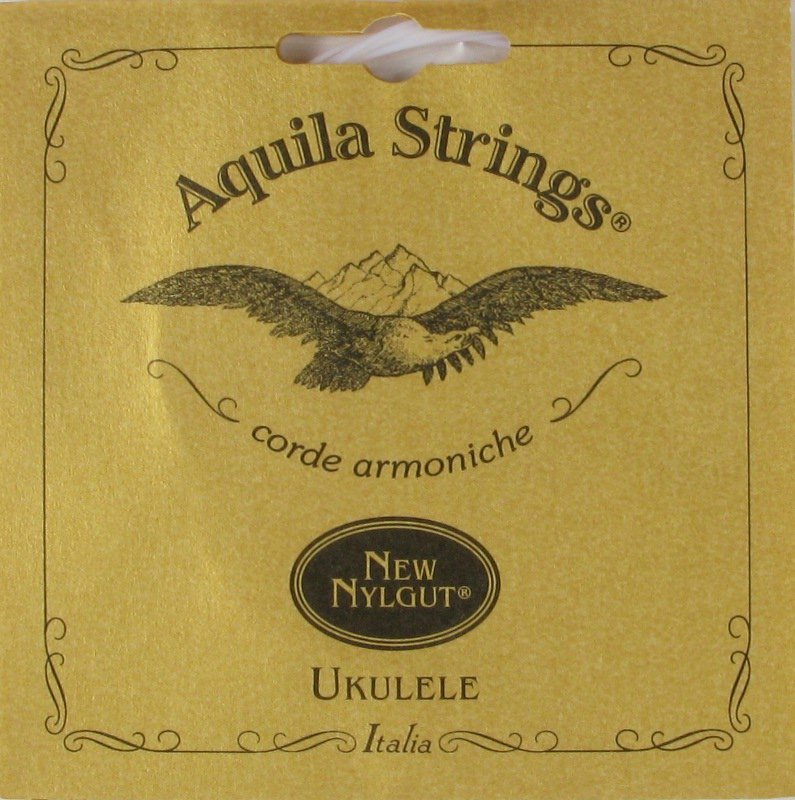 Aquila Strings®
corde armoniche
NEW
NYLGUT®
UKULELE
Italia